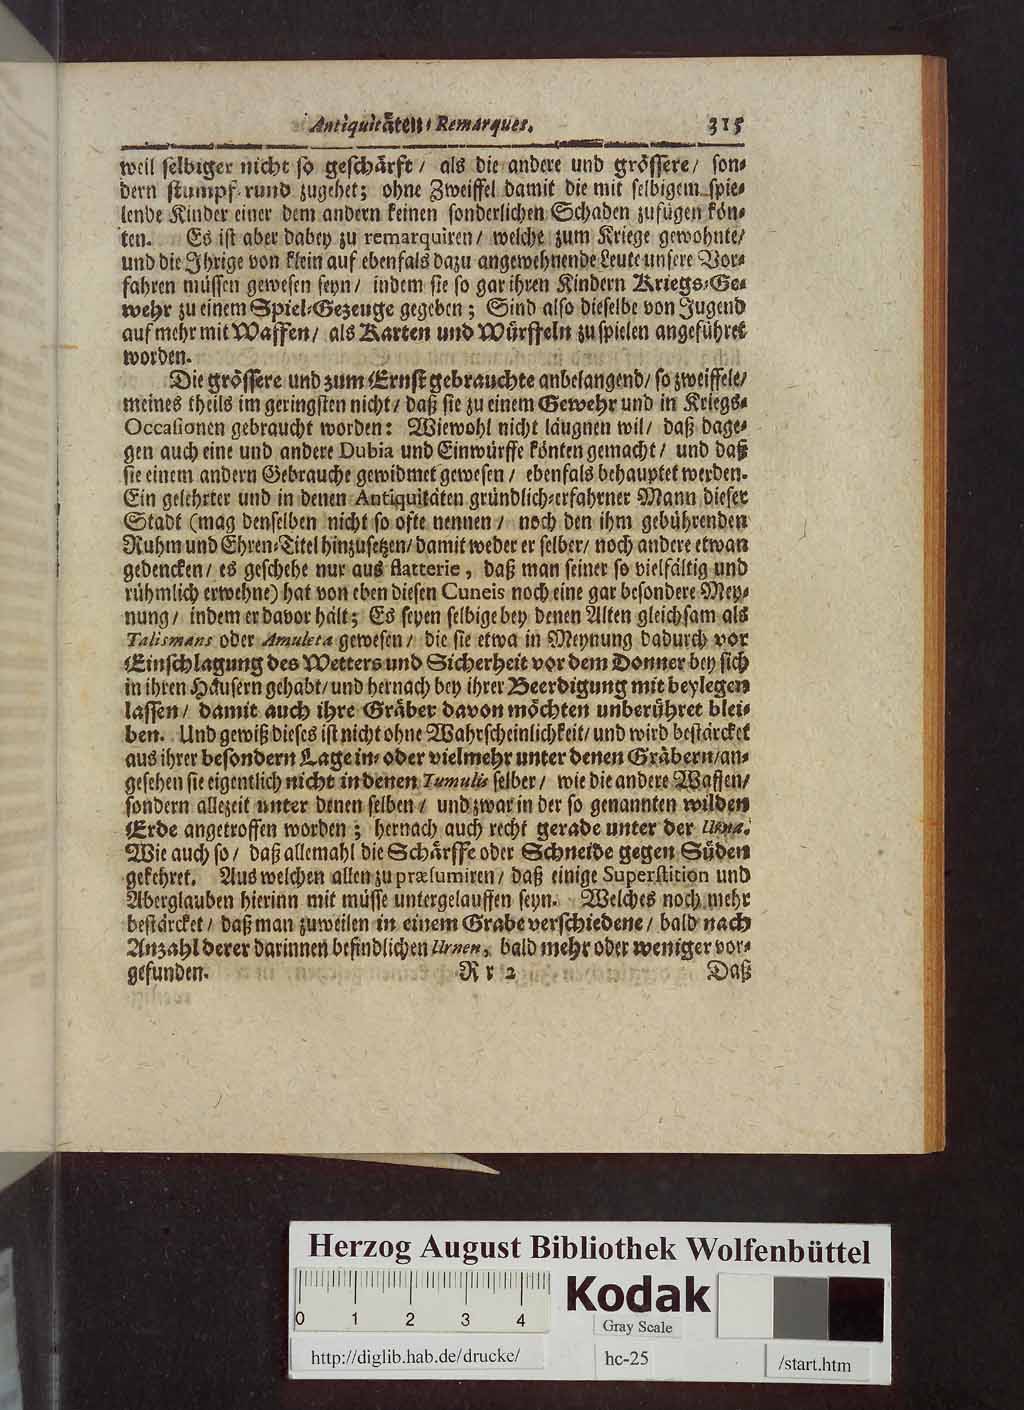 Antiquitäten-Remarques. 315
weil selbiger nicht so geschärft / als die andere und grössere / son-
dern stumpf-rund zugehet; ohne Zweiffel damit die mit selbigem spie-
lende Kinder einer dem andern keinen sonderlichen Schaden zufügen kön-
ten. Es ist aber dabey zu remarquiren / welche zum Kriege gewohnte /
und die Ihrige von klein auf ebenfals dazu angewehnende Leute unsere Vor-
fahren müssen gewesen seyn / indem sie so gar ihren Kindern Kriegs-Ge-
wehr zu einem Spiel-Gezeuge gegeben; Sind also dieselbe von Jugend
auf mehr mit Waffen / als Karten und Würffeln zu spielen angeführet
worden.
Die grössere und zum Ernst gebrauchte anbelangend / so zweiffele /
meines theils im geringsten nicht / daß sie zu einem Gewehr und in Kriegs-
Occasionen gebraucht worden: Wiewohl nicht läugnen wil / daß dage-
gen auch eine und andere Dubia und Einwürffe könten gemacht / und daß
sie einem andern Gebrauche gewidmet gewesen / ebenfals behauptet werden.
Ein gelehrter und in denen Antiquitäten gründlich-erfahrner Mann dieser
Stadt (mag denselben nicht so ofte nennen / noch den ihm gebührenden
Ruhm und Ehren-Titel hinzusetzen / damit weder er selber / noch andere etwan
gedencken / es geschehe nur aus flatterie, daß man seiner so vielfältig und
rühmlich erwehne) hat von eben diesen Cuneis noch eine gar besondere Mey-
nung / indem er davor hält; Es seyen selbige bey denen Alten gleichsam als
Talismans oder Amuleta gewesen / die sie etwa in Meynung dadurch vor
Einschlagung des Wetters und Sicherheit vor dem Donner bey sich
in ihren Häusern gehabt / und hernach bey ihrer Beerdigung mit beylegen
lassen / damit auch ihre Gräber davon möchten unberühret blei-
ben. Und gewiß dieses ist nicht ohne Wahrscheinlichkeit / und wird bestärcket
aus ihrer besondern Lage in- oder vielmehr unter denen Gräbern / an-
gesehen sie eigentlich nicht in denen Tumulis selber / wie die andere Waffen /
sondern allezeit unter denen selben / und zwar in der so genannten wilden
Erde angetroffen worden; hernach auch recht gerade unter der Urna.
Wie auch so / daß allemahl die Schärffe oder Schneide gegen Süden
gekehret. Aus welchen allen zu præsumiren / daß einige Superstition und
Aberglauben hierinn mit müsse untergelauffen seyn. Welches noch mehr
bestärcket / daß man zuweilen in einem Grabe verschiedene / bald nach
Anzahl derer darinnen befindlichen Urnen, bald mehr oder weniger vor-
gefunden. Rr 2 Daß
Herzog August Bibliothek Wolfenbüttel
0 1 2 3 4
Kodak
Gray Scale
http://diglib.hab.de/drucke/ hc-25 /start.htm